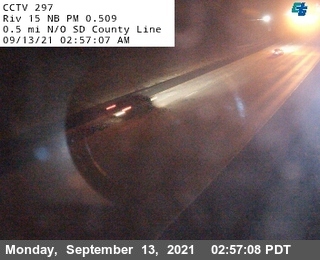 CCTV 297
Riv 15 NB PM 0.509
0.5 mi N/O SD County Line
09/13/21 02:57:07 AM
Monday, September 13, 2021 02:57:08 PDT